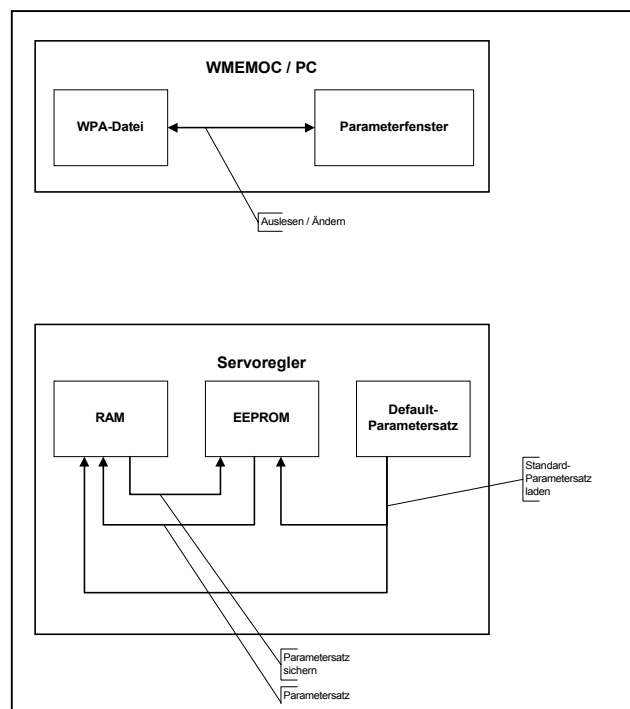 WMEMOC / PC
WPA-Datei
Parameterfenster
Auslesen / Ändern
Servoregler
RAM
EEPROM
Default-
Parametersatz
Standard-
Parametersatz
laden
Parametersatz
sichern
Parametersatz